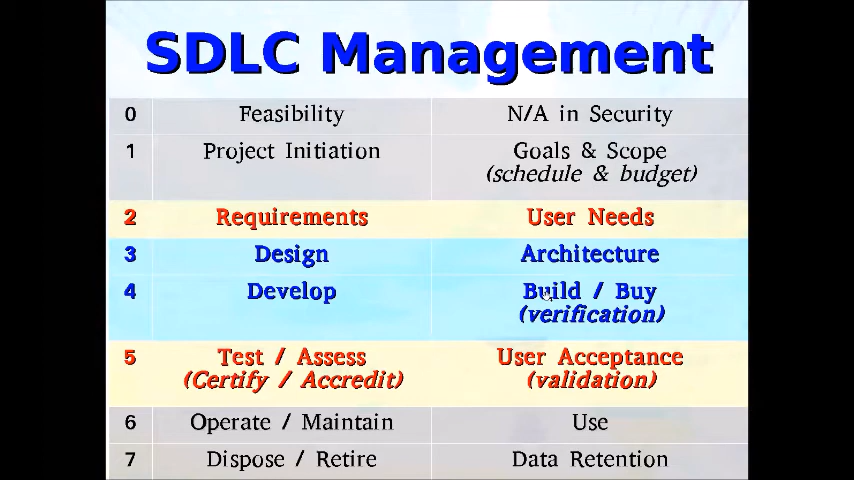 SDLC Management
0 Feasibility N/A in Security
1 Project Initiation Goals & Scope
(schedule & budget)
2 Requirements User Needs
3 Design Architecture
4 Develop Build / Buy
(verification)
5 Test / Assess User Acceptance
(Certify / Accredit) (validation)
6 Operate / Maintain Use
7 Dispose / Retire Data Retention